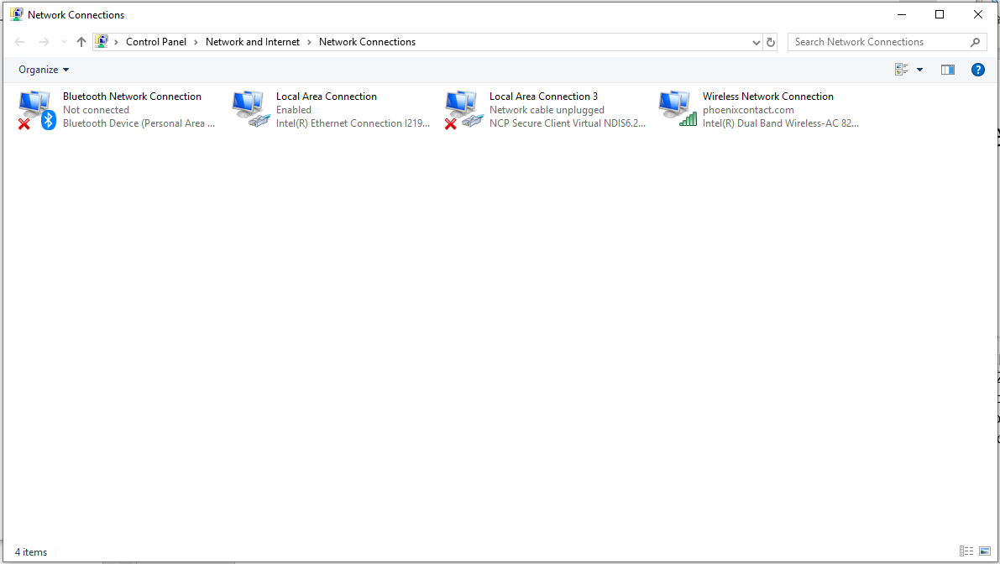 Network Connections
Control Panel > Network and Internet > Network Connections
Search Network Connections
Organize
Bluetooth Network Connection
Not connected
Bluetooth Device (Personal Area ...
Local Area Connection
Enabled
Intel(R) Ethernet Connection I219...
Local Area Connection 3
Network cable unplugged
NCP Secure Client Virtual NDIS6.2...
Wireless Network Connection
phoenixcontact.com
Intel(R) Dual Band Wireless-AC 82...
4 items